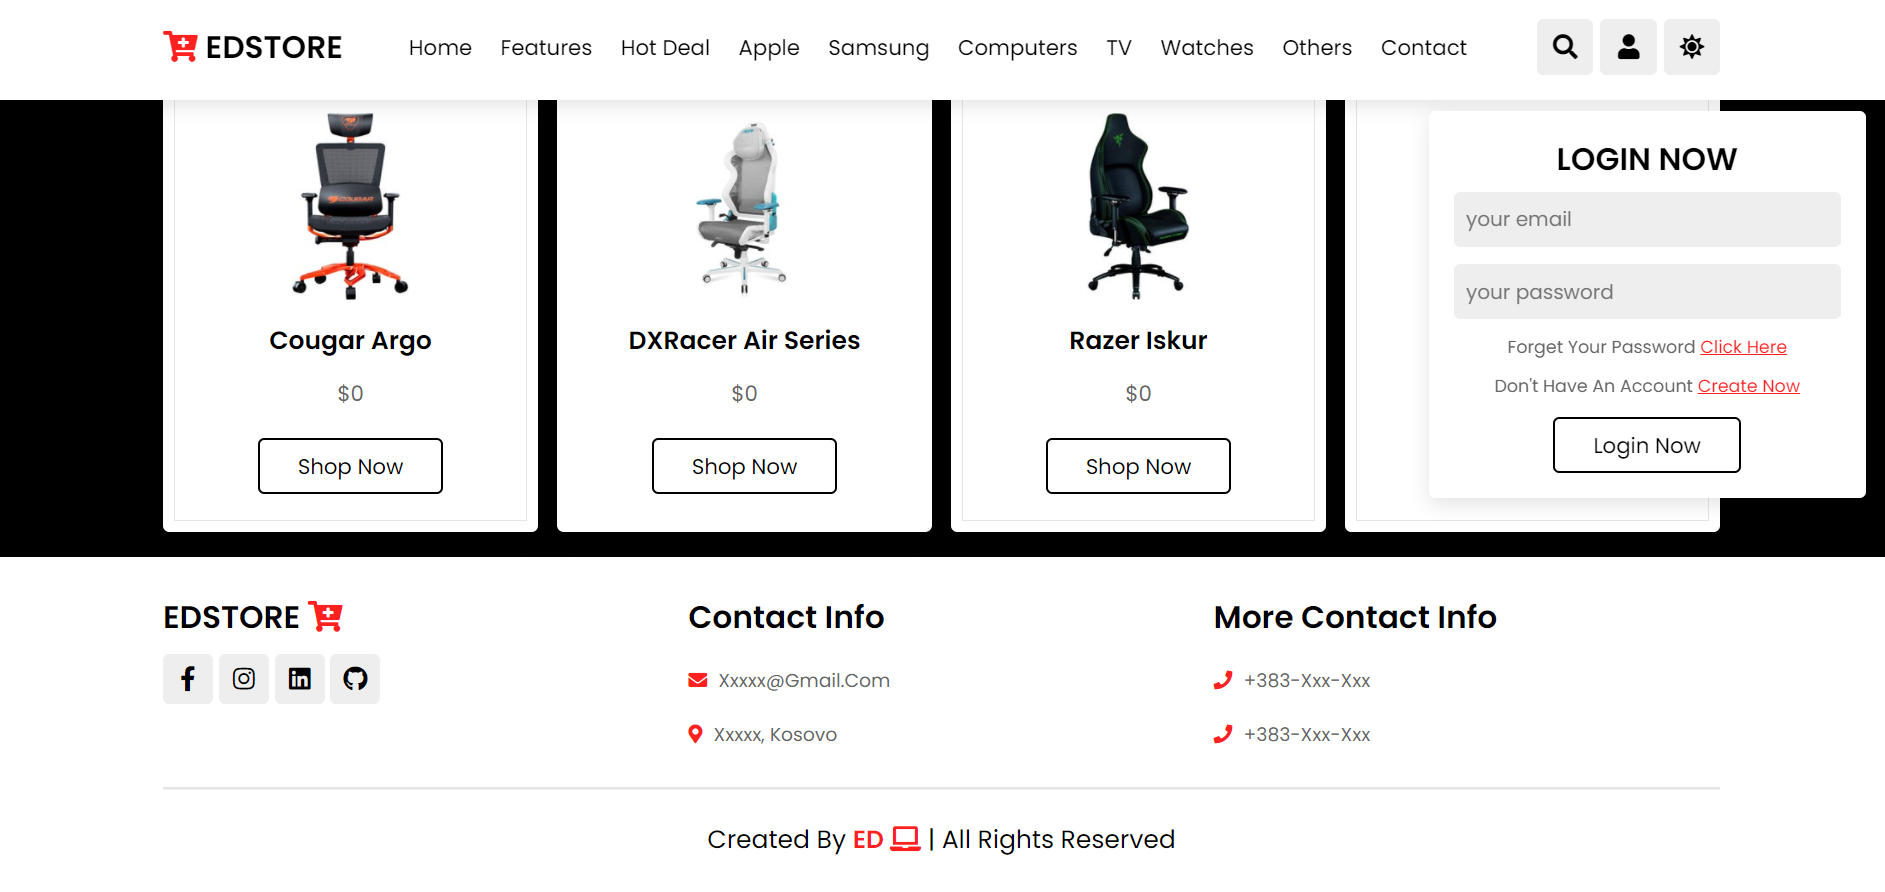 EDSTORE
Home Features Hot Deal Apple Samsung Computers TV Watches Others Contact
COUGAR
Cougar Argo
$0
Shop Now
DXRacer Air Series
$0
Shop Now
Razer Iskur
$0
Shop Now
LOGIN NOW
your email
your password
Forget Your Password Click Here
Don't Have An Account Create Now
Login Now
EDSTORE
Contact Info
Xxxxx@Gmail.Com
Xxxxx, Kosovo
More Contact Info
+383-Xxx-Xxx
+383-Xxx-Xxx
Created By ED | All Rights Reserved